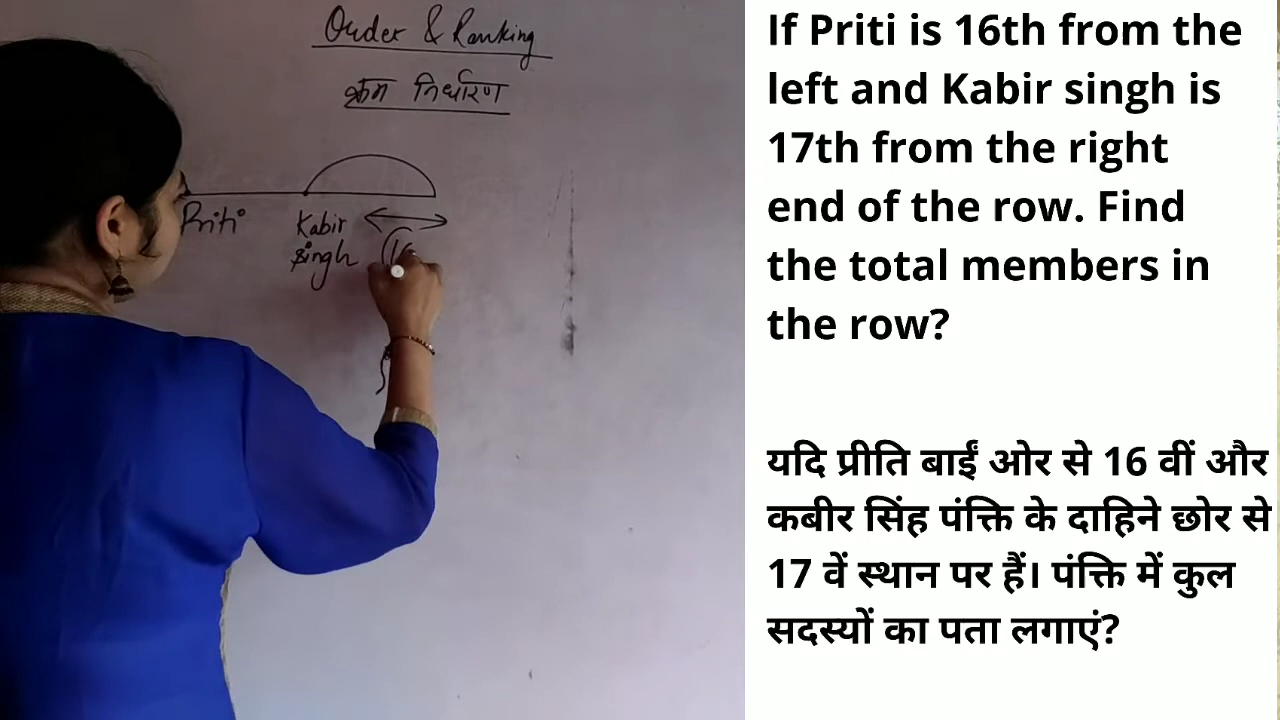 Order & Ranking
क्रम निर्धारण
Priti Kabir
singh (16
If Priti is 16th from the
left and Kabir singh is
17th from the right
end of the row. Find
the total members in
the row?
यदि प्रीति बाईं ओर से 16 वीं और
कबीर सिंह पंक्ति के दाहिने छोर से
17 वें स्थान पर हैं। पंक्ति में कुल
सदस्यों का पता लगाएं?